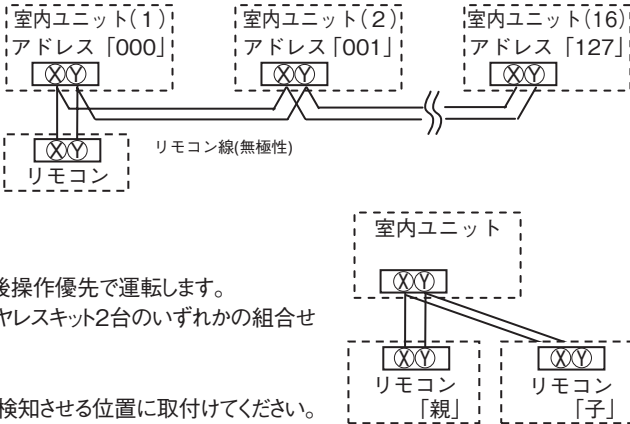 室内ユニット(1) 室内ユニット(2) 室内ユニット(16)
アドレス「000」 アドレス「001」 アドレス「127」
ⓍⓎ ⓍⓎ ⓍⓎ
ⓍⓎ リモコン線(無極性)
リモコン
室内ユニット
ⓍⓎ
後操作優先で運転します。
ヤレスキット2台のいずれかの組合せ
ⓍⓎ ⓍⓎ
リモコン リモコン
「親」 「子」
検知させる位置に取付けてください。